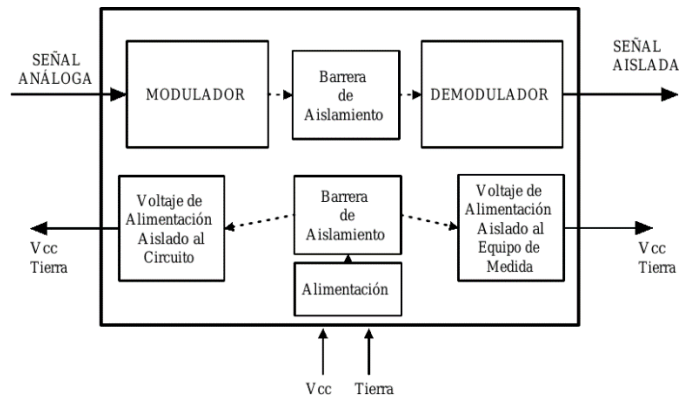 SEÑAL
ANÁLOGA
MODULADOR
Barrera
de
Aislamiento
DEMODULADOR
SEÑAL
AISLADA
Voltaje de
Alimentación
Aislado al
Circuito
Barrera
de
Aislamiento
Voltaje de
Alimentación
Aislado al
Equipo de
Medida
Vcc
Tierra
Vcc
Tierra
Alimentación
Vcc
Tierra